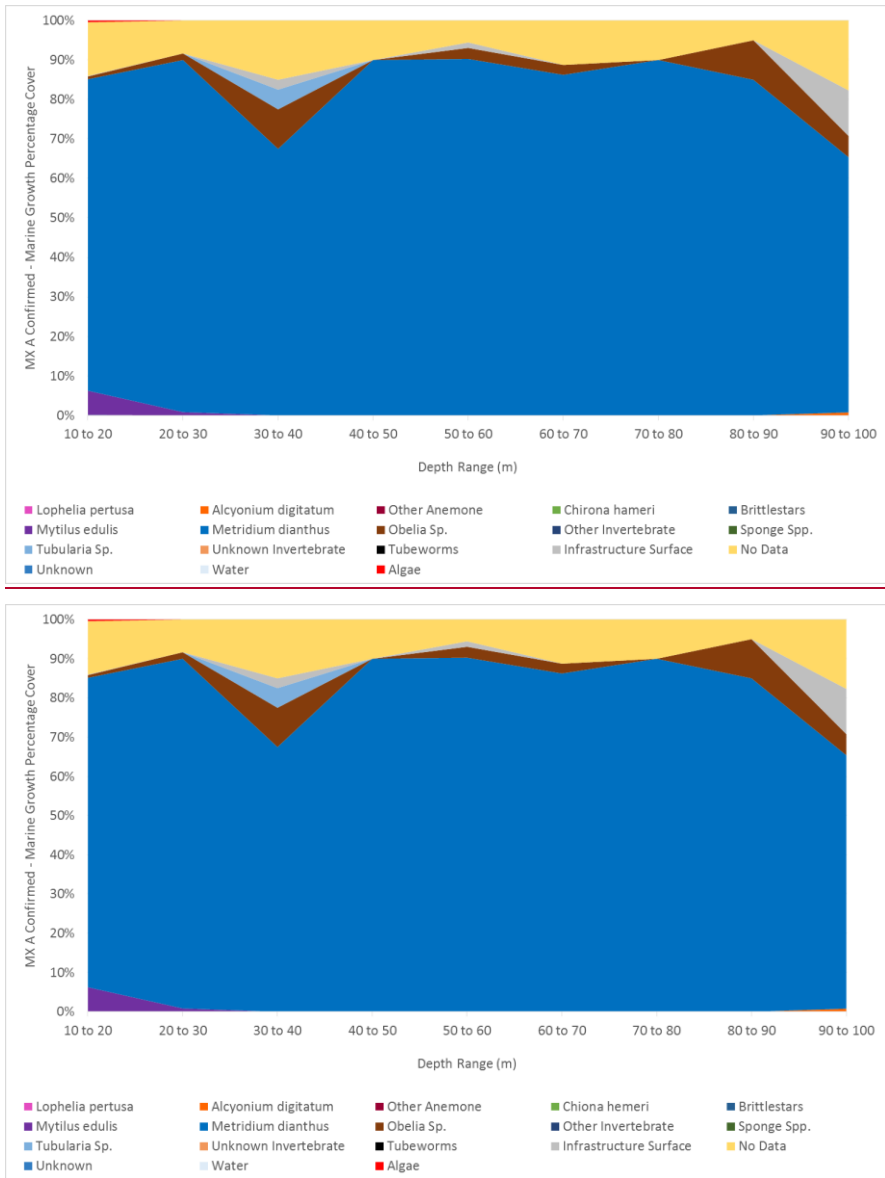 100%
90%
80%
70%
60%
50%
40%
30%
20%
10%
0%
MX A Confirmed - Marine Growth Percentage Cover
10 to 20 20 to 30 30 to 40 40 to 50 50 to 60 60 to 70 70 to 80 80 to 90 90 to 100
Depth Range (m)
Lophelia pertusa Alcyonium digitatum Other Anemone Chirona hameri Brittlestars
Mytilus edulis Metridium dianthus Obelia Sp. Other Invertebrate Sponge Spp.
Tubularia Sp. Unknown Invertebrate Tubeworms Infrastructure Surface No Data
Unknown Water Algae
100%
90%
80%
70%
60%
50%
40%
30%
20%
10%
0%
MX A Confirmed - Marine Growth Percentage Cover
10 to 20 20 to 30 30 to 40 40 to 50 50 to 60 60 to 70 70 to 80 80 to 90 90 to 100
Depth Range (m)
Lophelia pertusa Alcyonium digitatum Other Anemone Chiona hemeri Brittlestars
Mytilus edulis Metridium dianthus Obelia Sp. Other Invertebrate Sponge Spp.
Tubularia Sp. Unknown Invertebrate Tubeworms Infrastructure Surface No Data
Unknown Water Algae